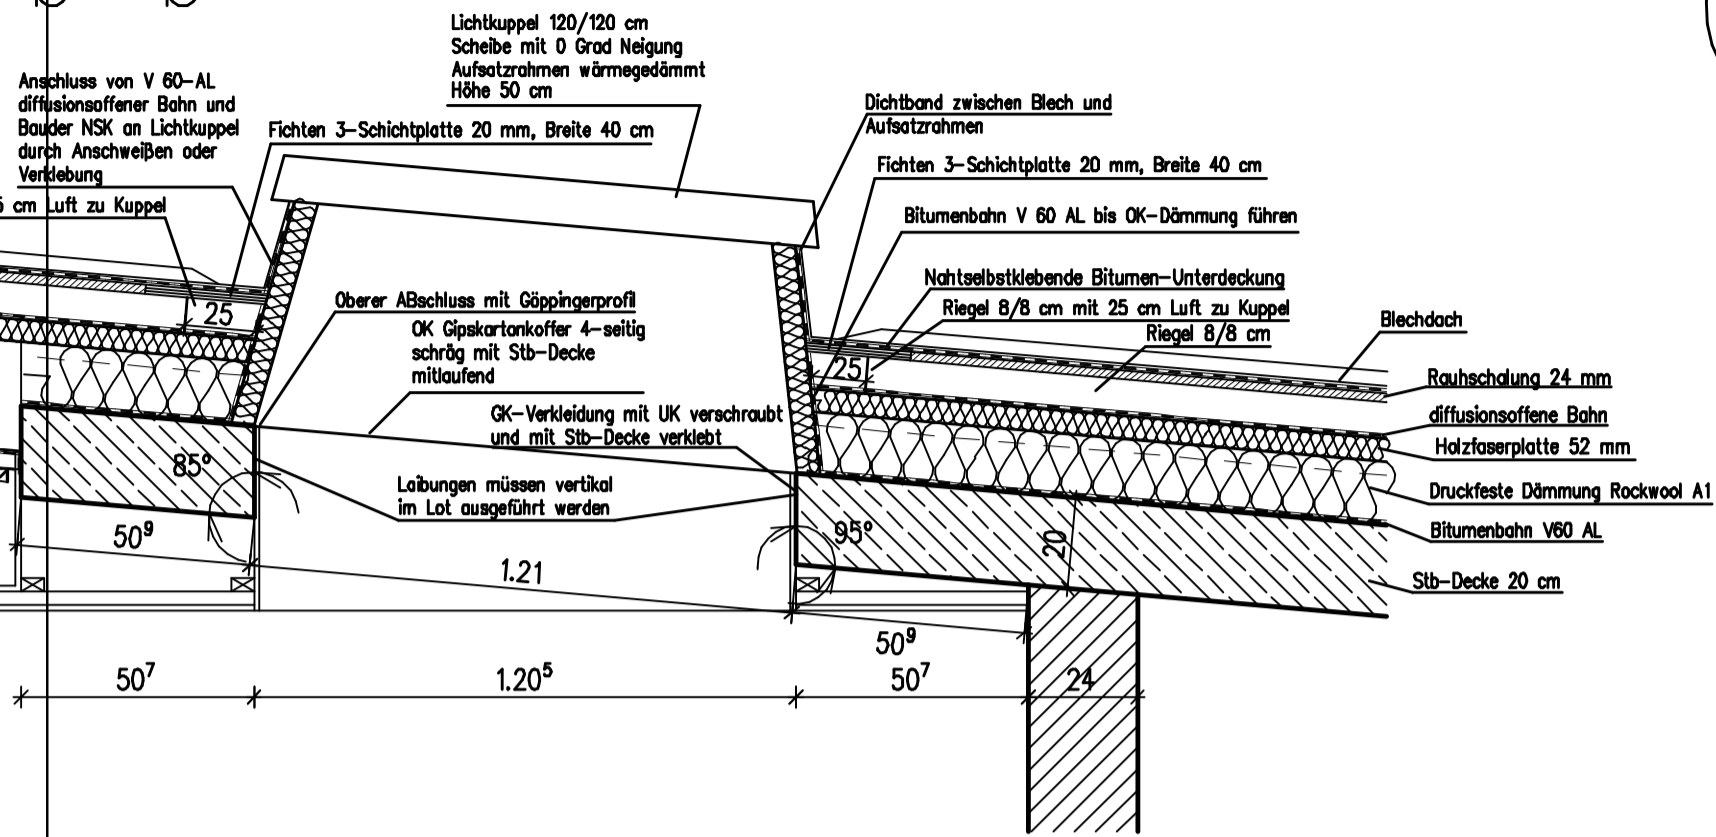 Lichtkuppel 120/120 cm
Scheibe mit 0 Grad Neigung
Aufsatzrahmen wärmegedämmt
Höhe 50 cm
Anschluss von V 60-AL
diffusionsoffener Bahn und
Bauder NSK an Lichtkuppel
durch Anschweißen oder
Verklebung
cm Luft zu Kuppel
Fichten 3-Schichtplatte 20 mm, Breite 40 cm
Dichtband zwischen Blech und
Aufsatzrahmen
Fichten 3-Schichtplatte 20 mm, Breite 40 cm
Bitumenbahn V 60 AL bis OK-Dämmung führen
Nahtselbstklebende Bitumen-Unterdeckung
Riegel 8/8 cm mit 25 cm Luft zu Kuppel
Riegel 8/8 cm
Blechdach
Rauhschalung 24 mm
diffusionsoffene Bahn
Holzfaserplatte 52 mm
Druckfeste Dämmung Rockwool A1
Bitumenbahn V60 AL
Stb-Decke 20 cm
Oberer ABschluss mit Göppingerprofil
OK Gipskartonkoffer 4-seitig
schräg mit Stb-Decke
mitlaufend
GK-Verkleidung mit UK verschraubt
und mit Stb-Decke verklebt
Laibungen müssen vertikal
im Lot ausgeführt werden
25
25
85°
95°
20
50⁹
1.21
50⁹
50⁷
1.20⁵
50⁷
24